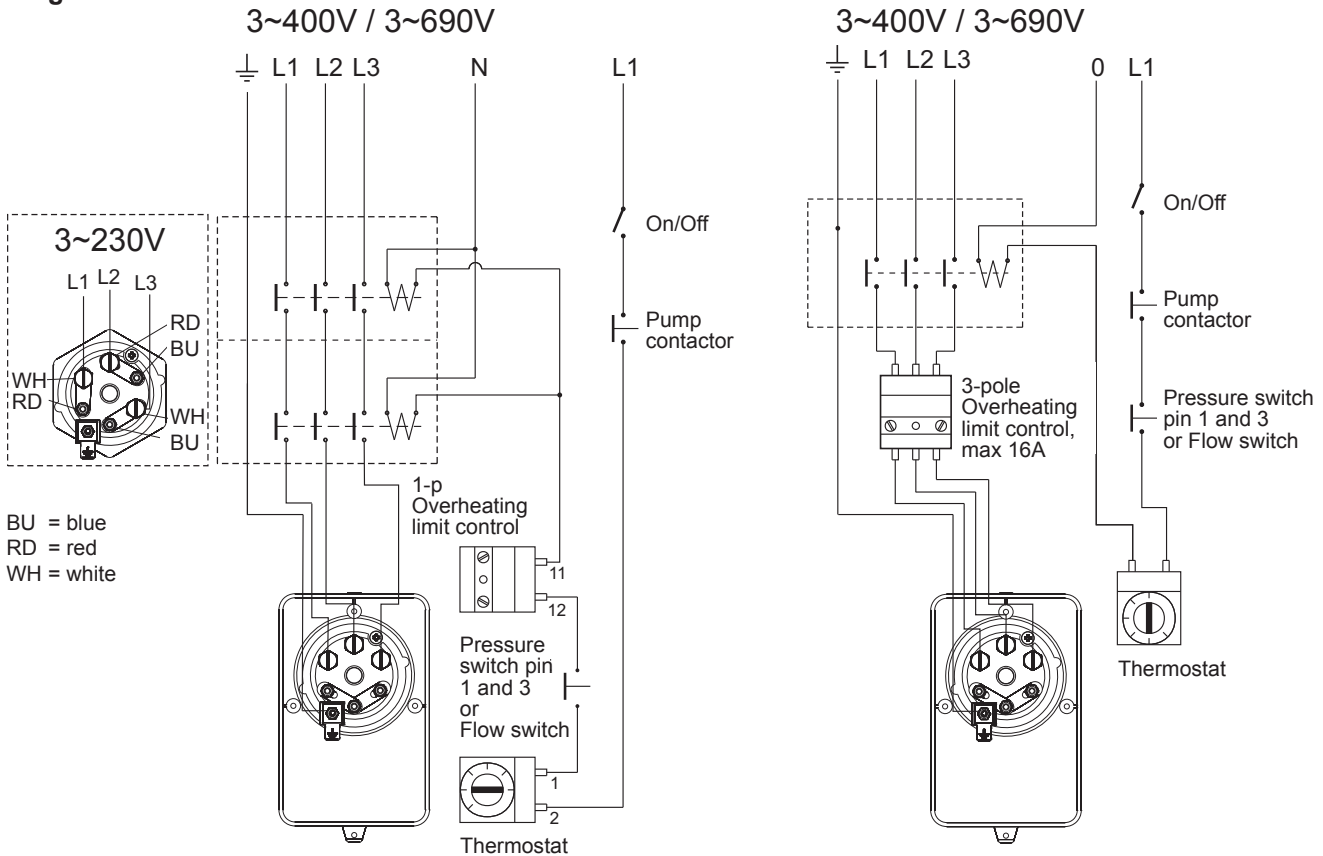 3~400V / 3~690V
L1 L2 L3 N L1
On/Off
Pump
contactor
3~230V
L1 L2 L3
RD
BU
WH
RD
WH
BU
BU = blue
RD = red
WH = white
1-p
Overheating
limit control
11
12
Pressure
switch pin
1 and 3
or
Flow switch
1
2
Thermostat
3~400V / 3~690V
L1 L2 L3 0 L1
On/Off
Pump
contactor
Pressure switch
pin 1 and 3
or Flow switch
3-pole
Overheating
limit control,
max 16A
Thermostat